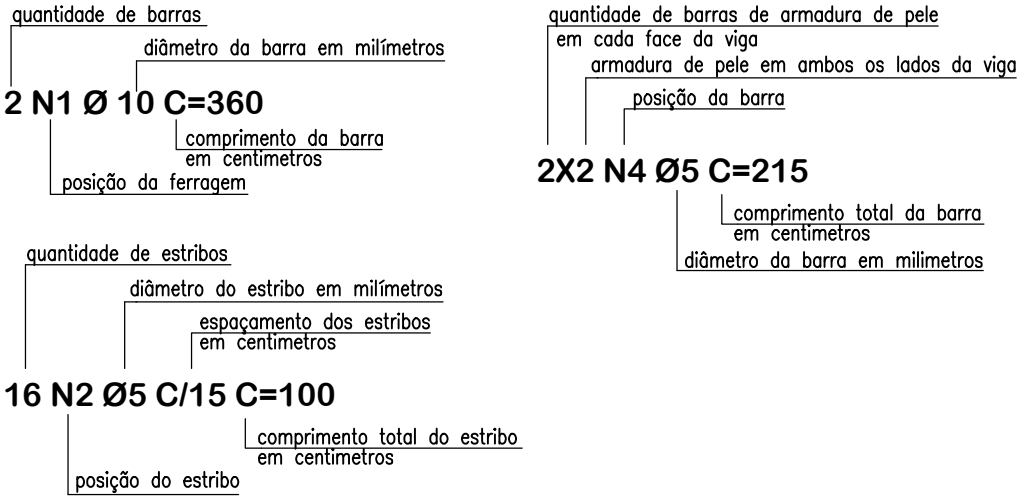 quantidade de barras
diâmetro da barra em milímetros
2 N1 Ø 10 C=360
comprimento da barra
em centimetros
posição da ferragem
quantidade de barras de armadura de pele
em cada face da viga
armadura de pele em ambos os lados da viga
posição da barra
2X2 N4 Ø5 C=215
comprimento total da barra
em centimetros
diâmetro da barra em milimetros
quantidade de estribos
diâmetro do estribo em milímetros
espaçamento dos estribos
em centimetros
16 N2 Ø5 C/15 C=100
comprimento total do estribo
em centimetros
posição do estribo